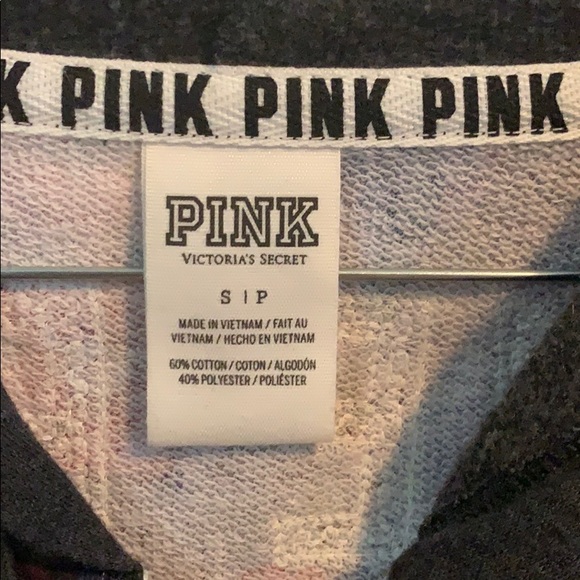 K PINK PINK PINK
PINK
VICTORIA'S SECRET
S | P
MADE IN VIETNAM / FAIT AU
VIETNAM / HECHO EN VIETNAM
60% COTTON / COTON / ALGODÓN
40% POLYESTER / POLIÉSTER